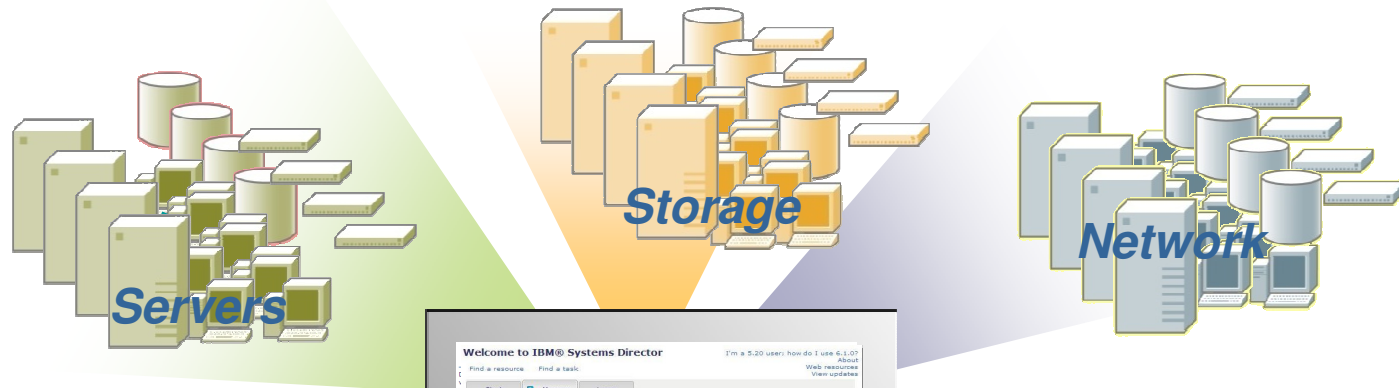 Storage
Network
Servers
Welcome to IBM® Systems Director
I'm a 5.20 user; how do I use 6.1.0?
About
Find a resource Find a task
Web resources
View updates